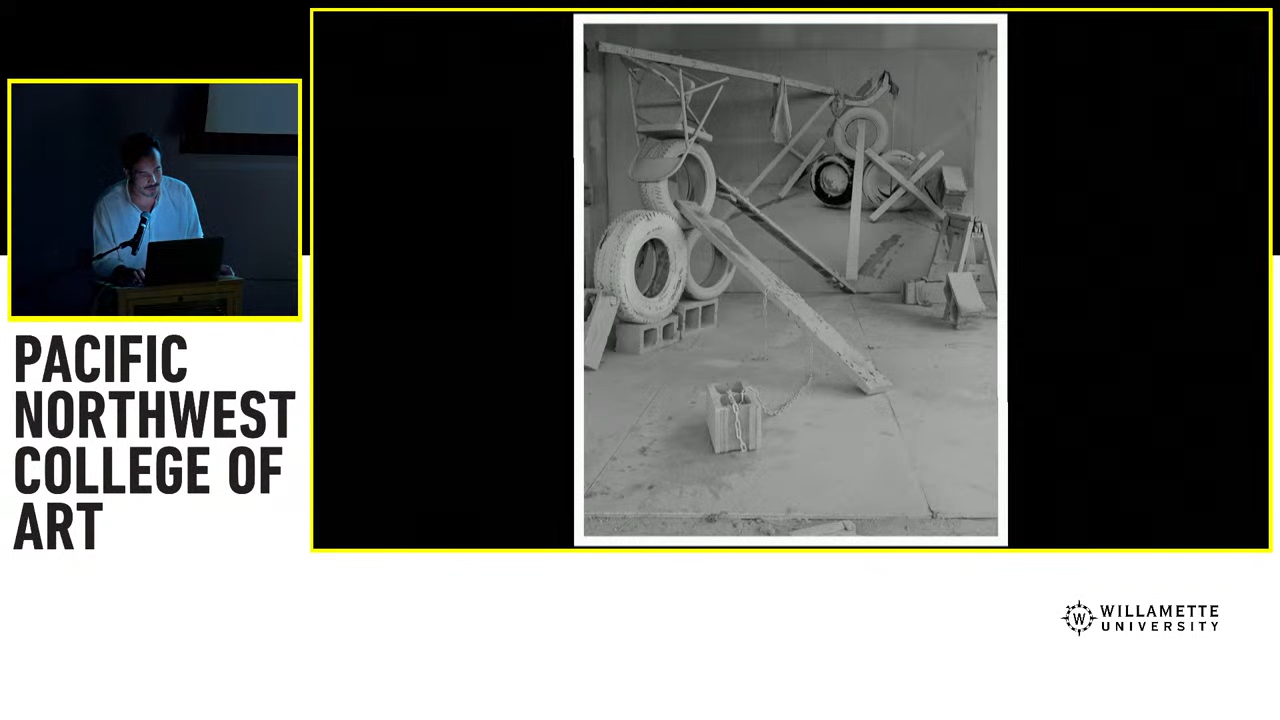 PACIFIC
NORTHWEST
COLLEGE OF
ART
W
WILLAMETTE
UNIVERSITY